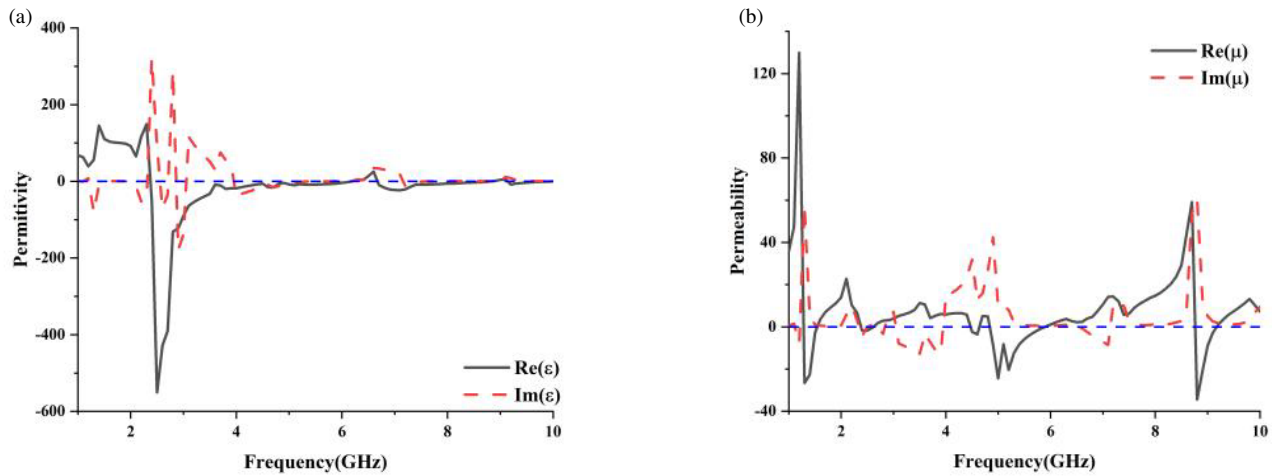 (a)
400
200
0
-200
-400
-600
Permitivity
Re(ε)
Im(ε)
2 4 6 8 10
Frequency(GHz)
(b)
120
80
40
0
-40
Permeability
Re(μ)
Im(μ)
2 4 6 8 10
Frequency(GHz)